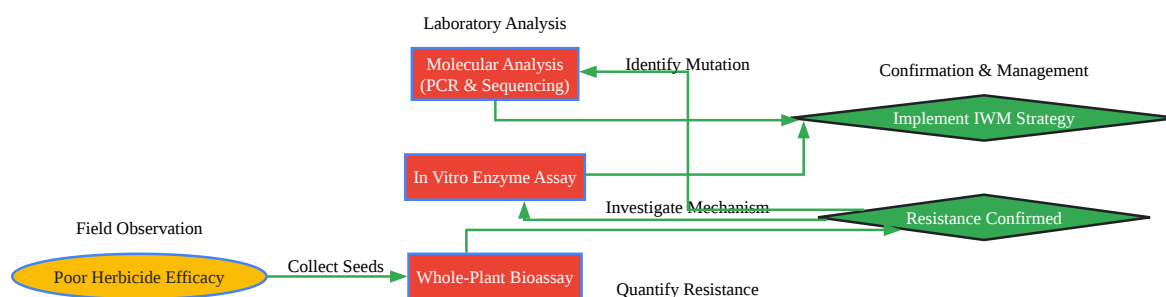 Laboratory Analysis
Molecular Analysis
(PCR & Sequencing)
Identify Mutation
Confirmation & Management
Implement IWM Strategy
In Vitro Enzyme Assay
Investigate Mechanism
Resistance Confirmed
Field Observation
Poor Herbicide Efficacy
Collect Seeds
Whole-Plant Bioassay
Quantify Resistance